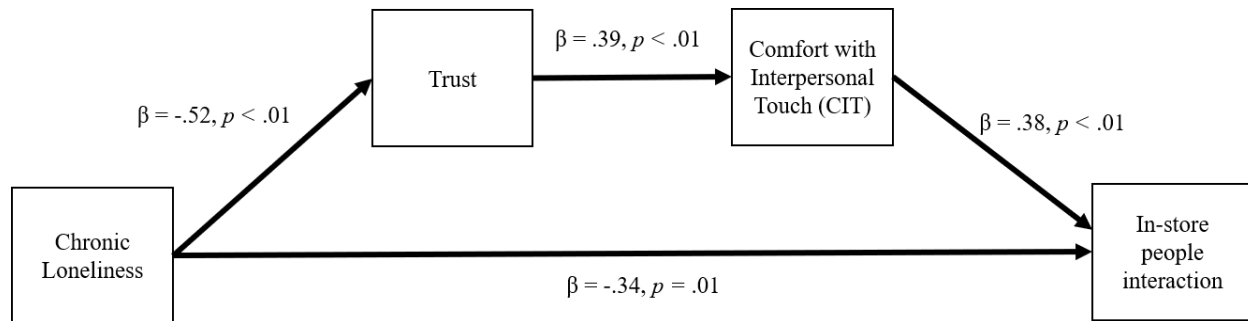 β = .39, p < .01
Trust
Comfort with
Interpersonal
Touch (CIT)
β = -.52, p < .01
β = .38, p < .01
Chronic
Loneliness
In-store
people
interaction
β = -.34, p = .01